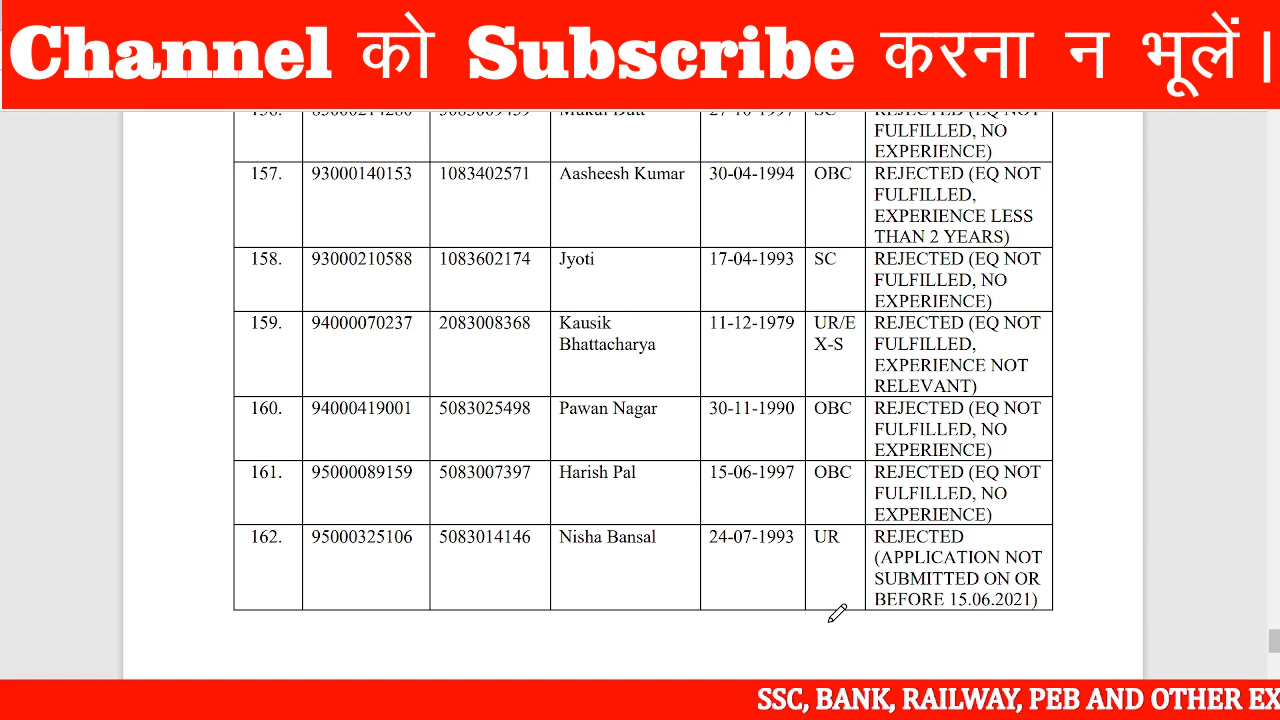 Channel को Subscribe करना न भूलें।
FULFILLED, NO
EXPERIENCE)
157. 93000140153 1083402571 Aasheesh Kumar 30-04-1994 OBC REJECTED (EQ NOT
FULFILLED,
EXPERIENCE LESS
THAN 2 YEARS)
158. 93000210588 1083602174 Jyoti 17-04-1993 SC REJECTED (EQ NOT
FULFILLED, NO
EXPERIENCE)
159. 94000070237 2083008368 Kausik 11-12-1979 UR/E REJECTED (EQ NOT
Bhattacharya X-S FULFILLED,
EXPERIENCE NOT
RELEVANT)
160. 94000419001 5083025498 Pawan Nagar 30-11-1990 OBC REJECTED (EQ NOT
FULFILLED, NO
EXPERIENCE)
161. 95000089159 5083007397 Harish Pal 15-06-1997 OBC REJECTED (EQ NOT
FULFILLED, NO
EXPERIENCE)
162. 95000325106 5083014146 Nisha Bansal 24-07-1993 UR REJECTED
(APPLICATION NOT
SUBMITTED ON OR
BEFORE 15.06.2021)
SSC, BANK, RAILWAY, PEB AND OTHER EX